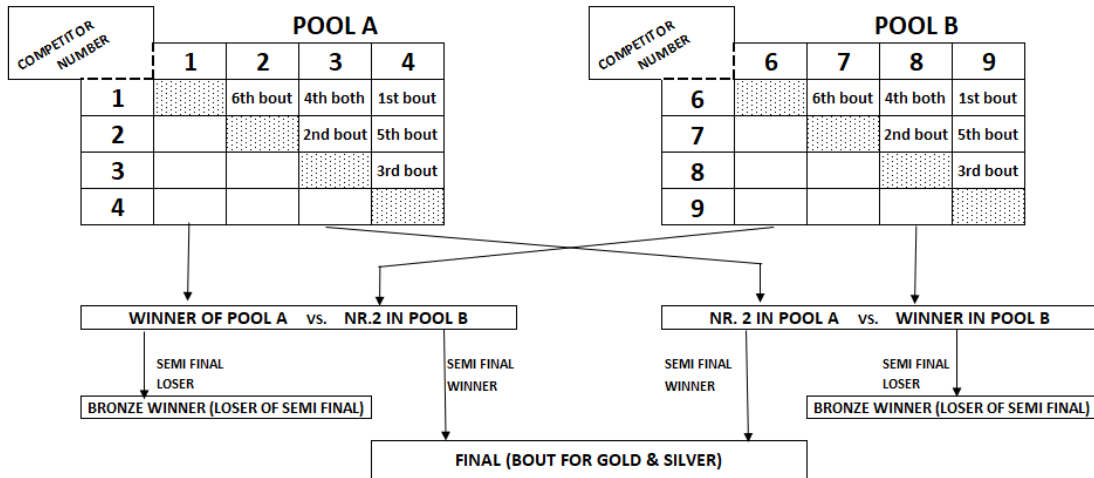 POOL A
POOL B
COMPETITOR
NUMBER
1 2 3 4
1 6th bout 4th both 1st bout
2 2nd bout 5th bout
3 3rd bout
4
COMPETITOR
NUMBER
6 7 8 9
6 6th bout 4th both 1st bout
7 2nd bout 5th bout
8 3rd bout
9
WINNER OF POOL A vs. NR.2 IN POOL B
NR. 2 IN POOL A vs. WINNER IN POOL B
SEMI FINAL
LOSER
SEMI FINAL
WINNER
SEMI FINAL
WINNER
SEMI FINAL
LOSER
BRONZE WINNER (LOSER OF SEMI FINAL)
BRONZE WINNER (LOSER OF SEMI FINAL)
FINAL (BOUT FOR GOLD & SILVER)